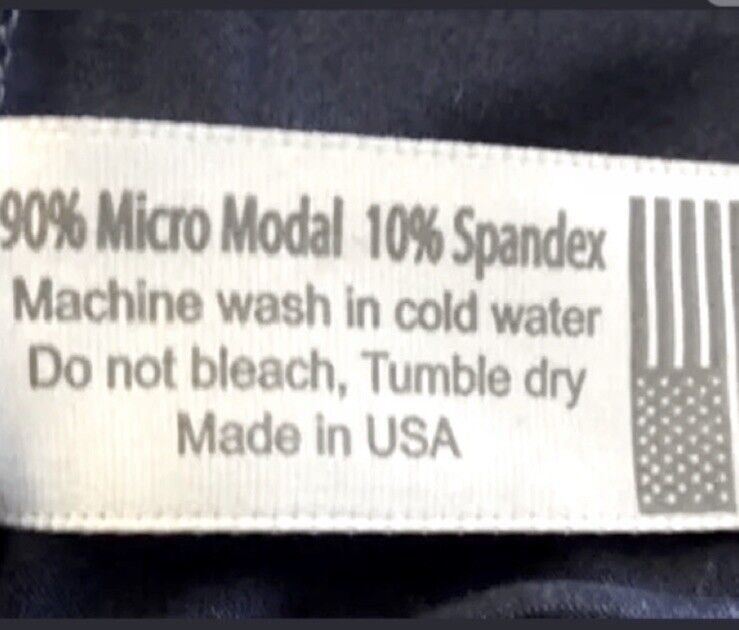 90% Micro Modal 10% Spandex
Machine wash in cold water
Do not bleach, Tumble dry
Made in USA